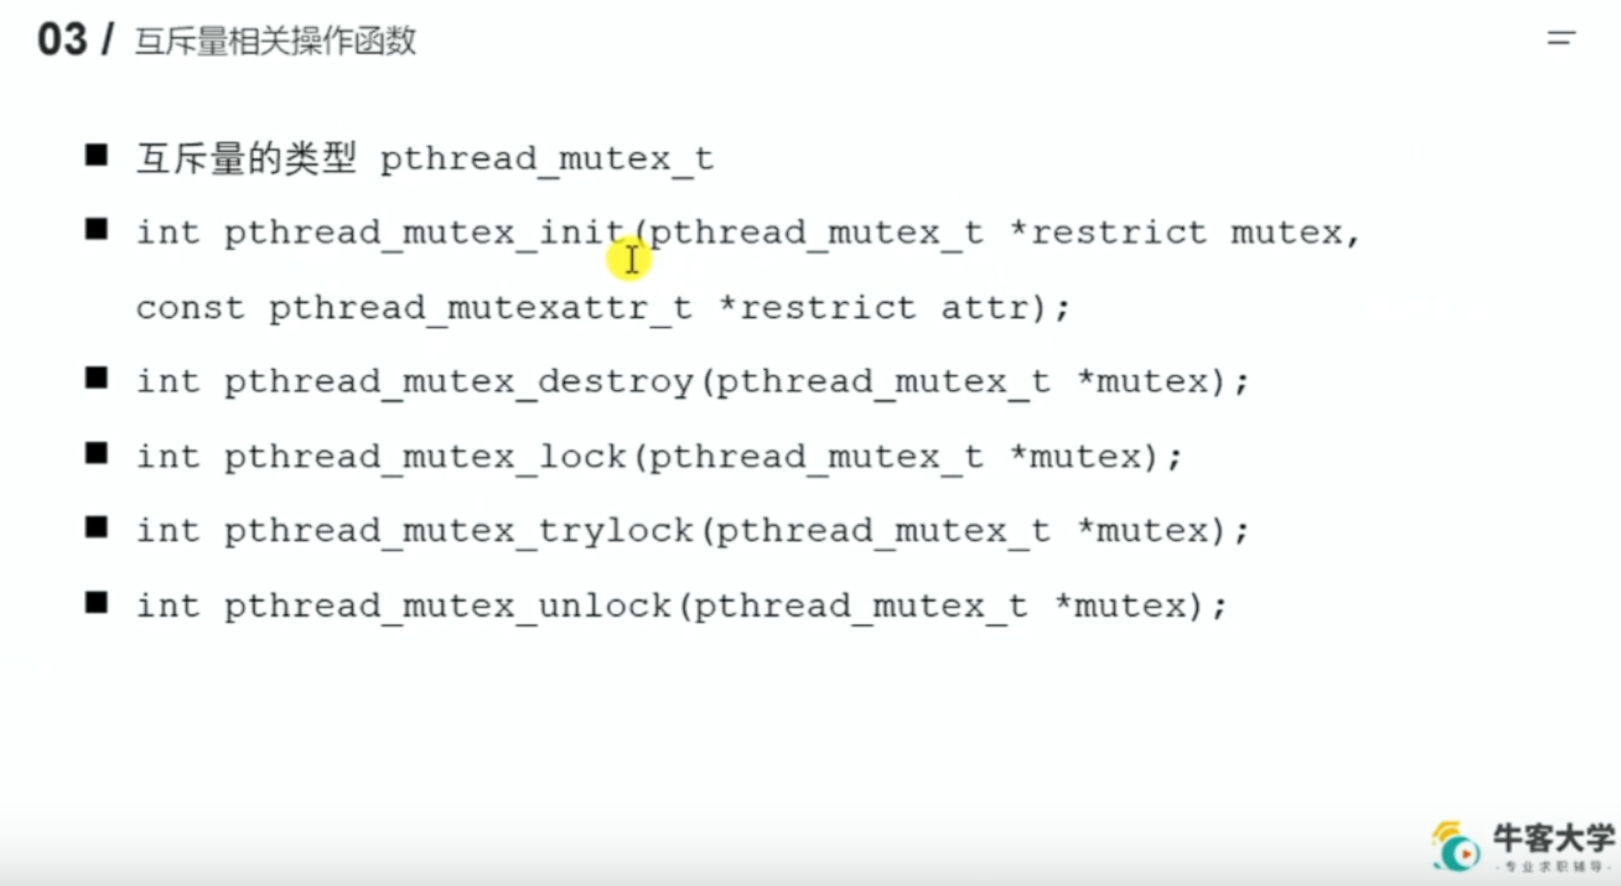 03 / 互斥量相关操作函数
■ 互斥量的类型 pthread_mutex_t
■ int pthread_mutex_init(pthread_mutex_t *restrict mutex,
const pthread_mutexattr_t *restrict attr);
■ int pthread_mutex_destroy(pthread_mutex_t *mutex);
■ int pthread_mutex_lock(pthread_mutex_t *mutex);
■ int pthread_mutex_trylock(pthread_mutex_t *mutex);
■ int pthread_mutex_unlock(pthread_mutex_t *mutex);
牛客大学
·专业求职辅导·